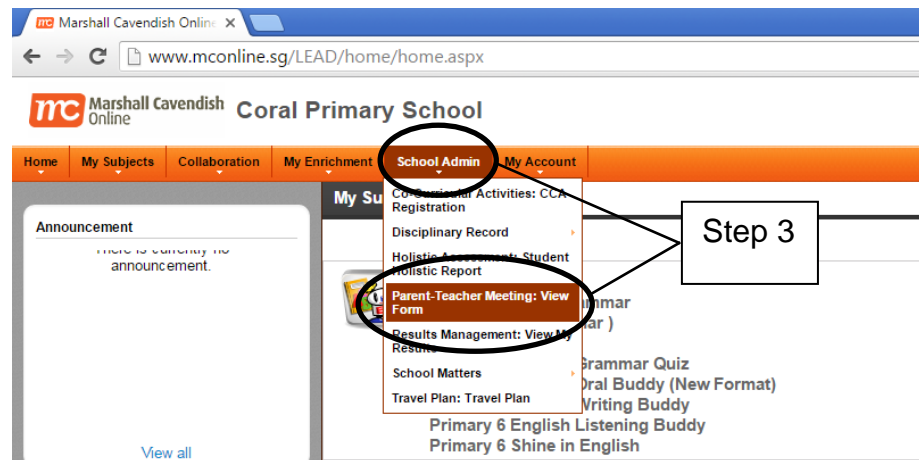 Marshall Cavendish Online
www.mconline.sg/LEAD/home/home.aspx
mc Marshall Cavendish
Online
Coral Primary School
Home My Subjects Collaboration My Enrichment School Admin My Account
My Su
Co-Curricular Activities: CCA
Registration
Announcement
Disciplinary Record
Step 3
There is currently no
announcement.
Holistic Assessment: Student
Holistic Report
Parent-Teacher Meeting: View
Form
mmar
ar )
Results Management: View My
Results
Grammar Quiz
School Matters
Oral Buddy (New Format)
Travel Plan: Travel Plan
Writing Buddy
Primary 6 English Listening Buddy
Primary 6 Shine in English
View all